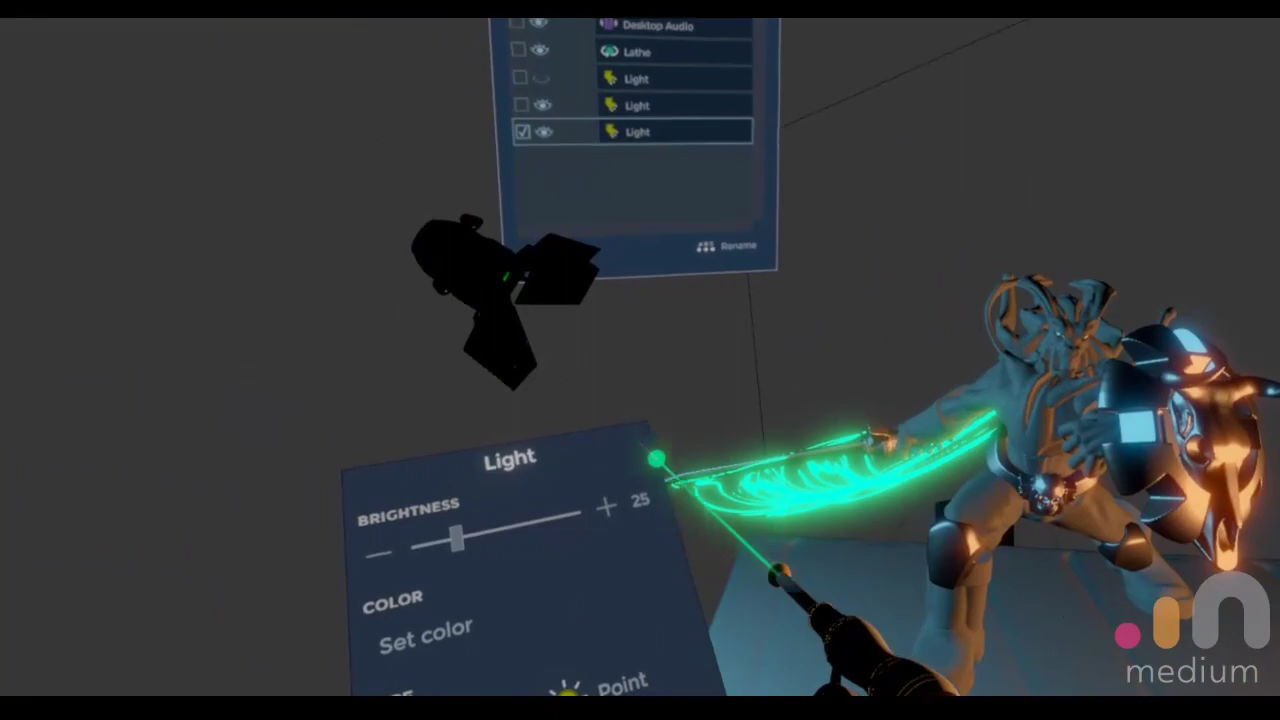 Desktop Audio
Lathe
Light
Light
Light
Rename
Light
BRIGHTNESS
25
COLOR
Set color
Point
medium